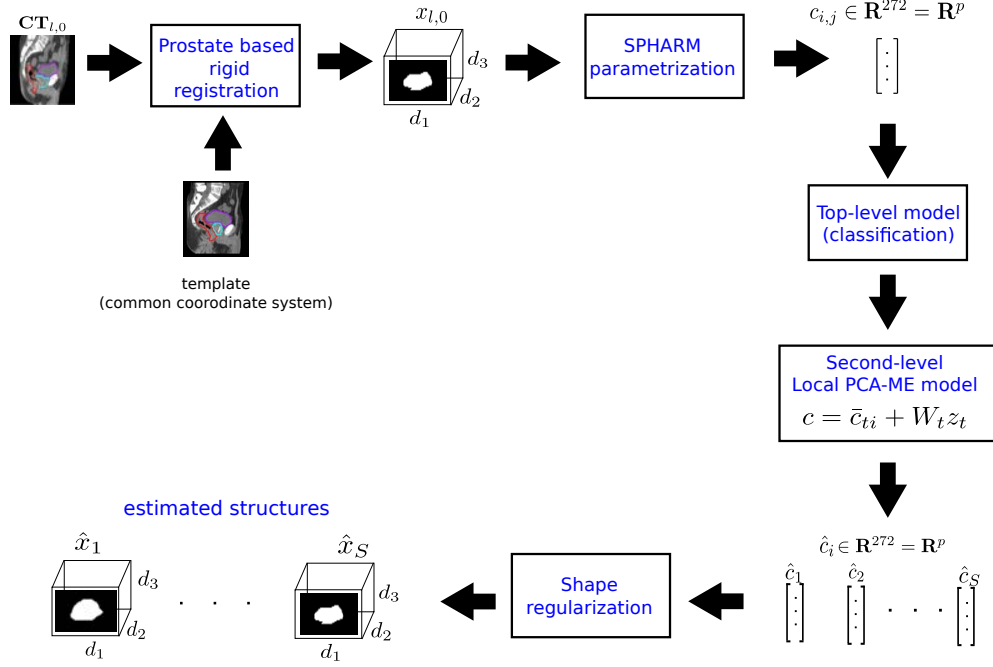 CT_{l,0}
Prostate based
rigid
registration
x_{l,0}
d_3
d_2
d_1
SPHARM
parametrization
c_{i,j} ∈ R^{272} = R^p
template
(common coorodinate system)
Top-level model
(classification)
Second-level
Local PCA-ME model
c = \bar{c}_{ti} + W_t z_t
ĉ_i ∈ R^{272} = R^p
ĉ_1 ĉ_2 . . . ĉ_S
Shape
regularization
estimated structures
x̂_1
d_3
d_2
d_1
. . .
x̂_S
d_3
d_2
d_1